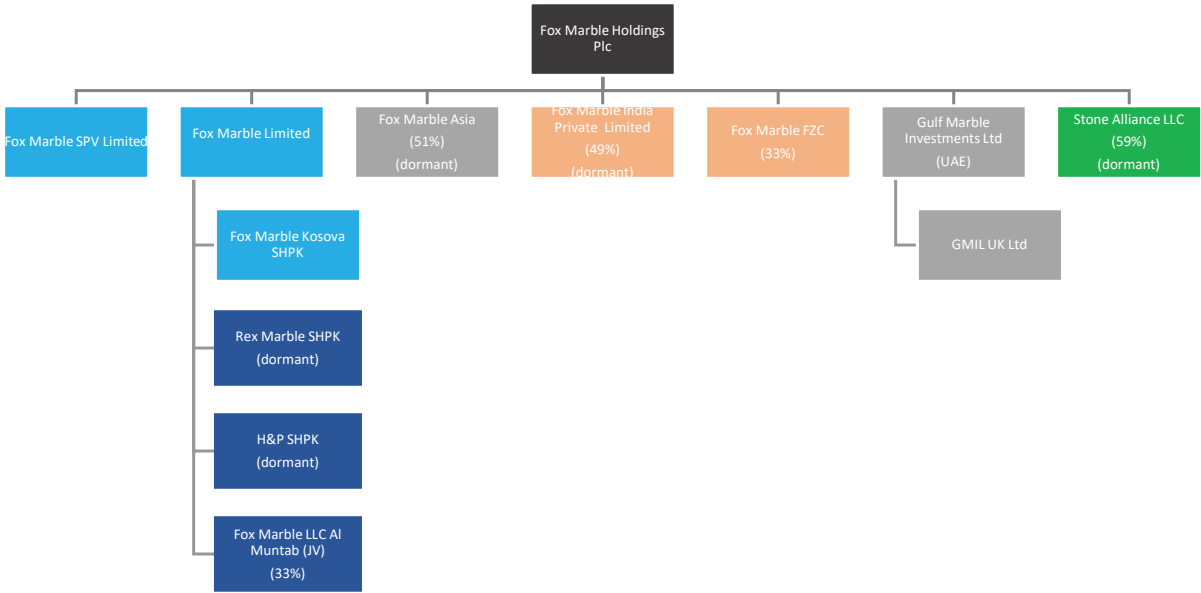 Fox Marble Holdings
Plc
Fox Marble SPV Limited
Fox Marble Limited
Fox Marble Asia
(51%)
(dormant)
Fox Marble India
Private Limited
(49%)
(dormant)
Fox Marble FZC
(33%)
Gulf Marble
Investments Ltd
(UAE)
Stone Alliance LLC
(59%)
(dormant)
Fox Marble Kosova
SHPK
GMIL UK Ltd
Rex Marble SHPK
(dormant)
H&P SHPK
(dormant)
Fox Marble LLC Al
Muntab (JV)
(33%)